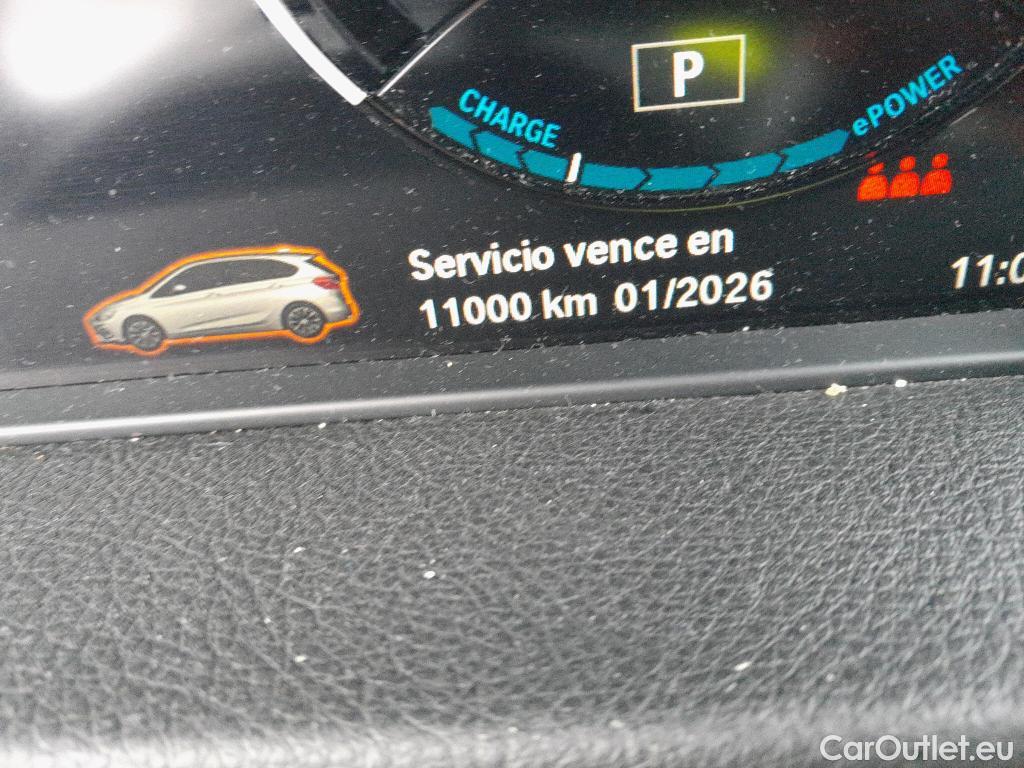 P
CHARGE
ePOWER
Servicio vence en
11000 km 01/2026
CarOutlet.eu